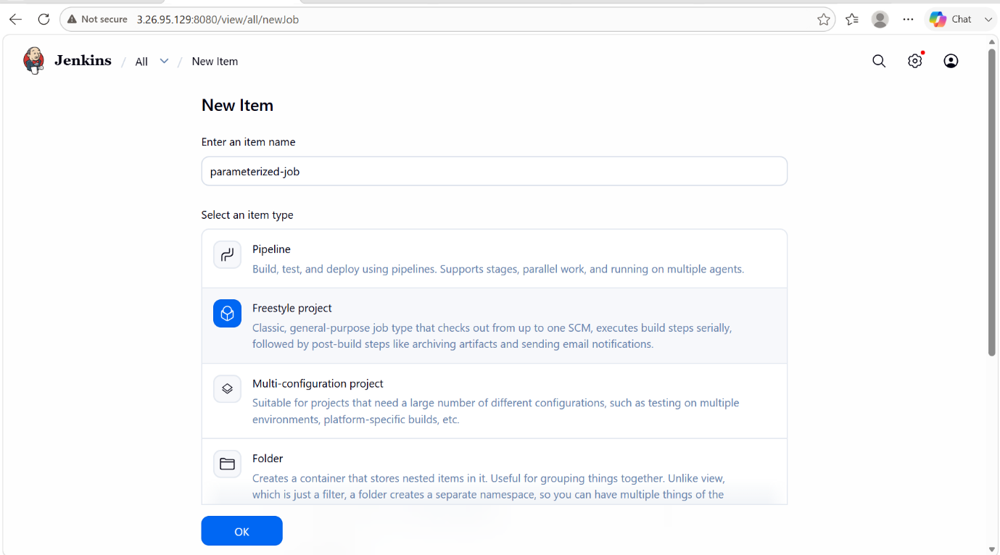 Not secure 3.26.95.129:8080/view/all/newJob Chat
Jenkins / All / New Item
New Item
Enter an item name
parameterized-job
Select an item type
Pipeline
Build, test, and deploy using pipelines. Supports stages, parallel work, and running on multiple agents.
Freestyle project
Classic, general-purpose job type that checks out from up to one SCM, executes build steps serially,
followed by post-build steps like archiving artifacts and sending email notifications.
Multi-configuration project
Suitable for projects that need a large number of different configurations, such as testing on multiple
environments, platform-specific builds, etc.
Folder
Creates a container that stores nested items in it. Useful for grouping things together. Unlike view,
which is just a filter, a folder creates a separate namespace, so you can have multiple things of the
OK